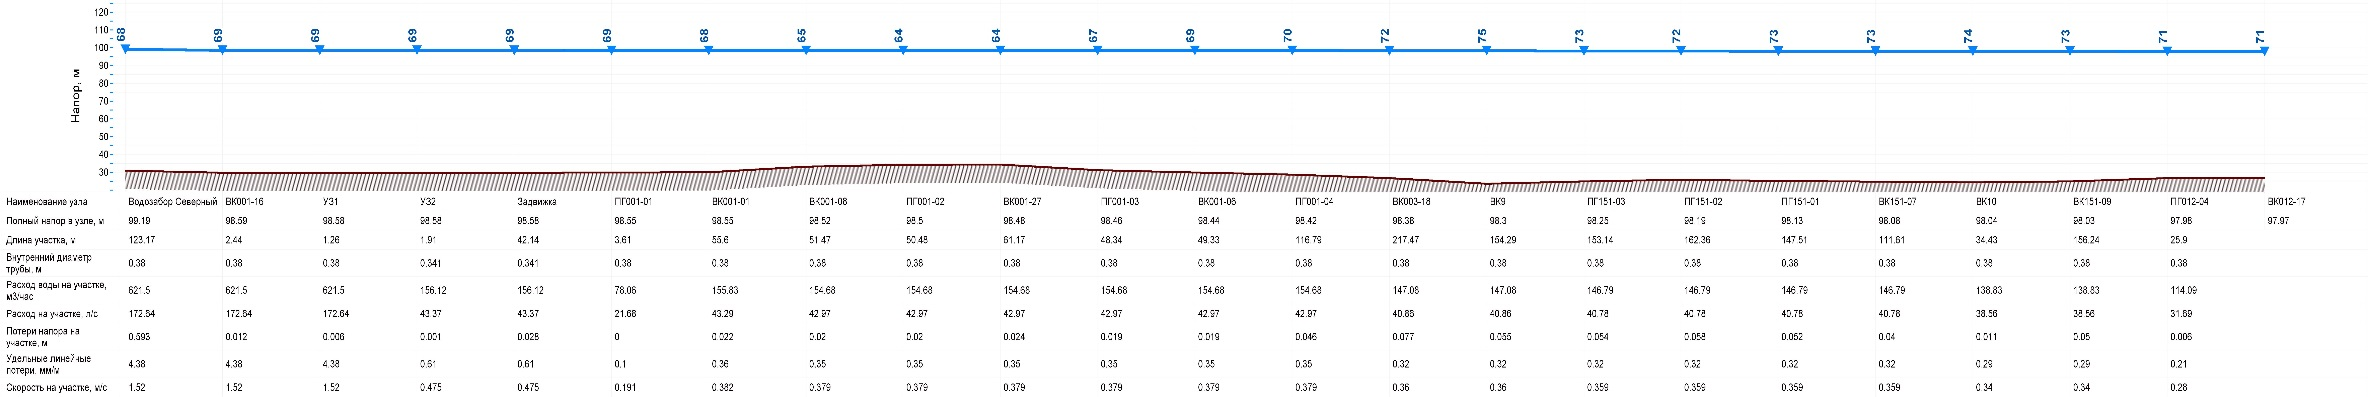 120
110
100
90
80
70
60
50
40
30
Напор, м
68 69 69 69 69 69 68 65 64 64 67 69 70 72 75 73 72 73 73 74 73 71 71
Наименование узла Водозабор Северный ВК001-16 УЗ1 УЗ2 Задвижка ПГ001-01 ВК001-01 ВК001-08 ПГ001-02 ВК001-27 ПГ001-03 ВК001-06 ПГ001-04 ВК003-18 ВК9 ПГ151-03 ПГ151-02 ПГ151-01 ВК151-07 ВК10 ВК151-09 ПГ012-04 ВК012-17
Полный напор в узле, м 99.19 98.59 98.58 98.58 98.58 98.55 98.55 98.52 98.5 98.48 98.46 98.44 98.42 98.38 98.3 98.25 98.19 98.13 98.08 98.04 98.03 97.98 97.97
Длина участка, м 123.17 2.44 1.26 1.91 42.14 3.61 55.6 51.47 50.48 61.17 48.34 49.33 116.79 217.47 154.29 153.14 162.36 147.51 111.61 34.43 156.24 25.9
Внутренний диаметр
трубы, м 0.38 0.38 0.38 0.341 0.341 0.38 0.38 0.38 0.38 0.38 0.38 0.38 0.38 0.38 0.38 0.38 0.38 0.38 0.38 0.38 0.38 0.38
Расход воды на участке,
м3/час 621.5 621.5 621.5 156.12 156.12 78.06 155.83 154.68 154.68 154.68 154.68 154.68 154.68 147.08 147.08 146.79 146.79 146.79 146.79 138.83 138.83 114.09
Расход на участке, л/с 172.64 172.64 172.64 43.37 43.37 21.68 43.29 42.97 42.97 42.97 42.97 42.97 42.97 40.86 40.86 40.78 40.78 40.78 40.78 38.56 38.56 31.69
Потери напора на
участке, м 0.593 0.012 0.006 0.001 0.028 0 0.022 0.02 0.02 0.024 0.019 0.019 0.046 0.077 0.055 0.054 0.058 0.052 0.04 0.011 0.05 0.006
Удельные линейные
потери, мм/м 4.38 4.38 4.38 0.61 0.61 0.1 0.36 0.35 0.35 0.35 0.35 0.35 0.35 0.32 0.32 0.32 0.32 0.32 0.32 0.29 0.29 0.21
Скорость на участке, м/с 1.52 1.52 1.52 0.475 0.475 0.191 0.382 0.379 0.379 0.379 0.379 0.379 0.379 0.36 0.36 0.359 0.359 0.359 0.359 0.34 0.34 0.28